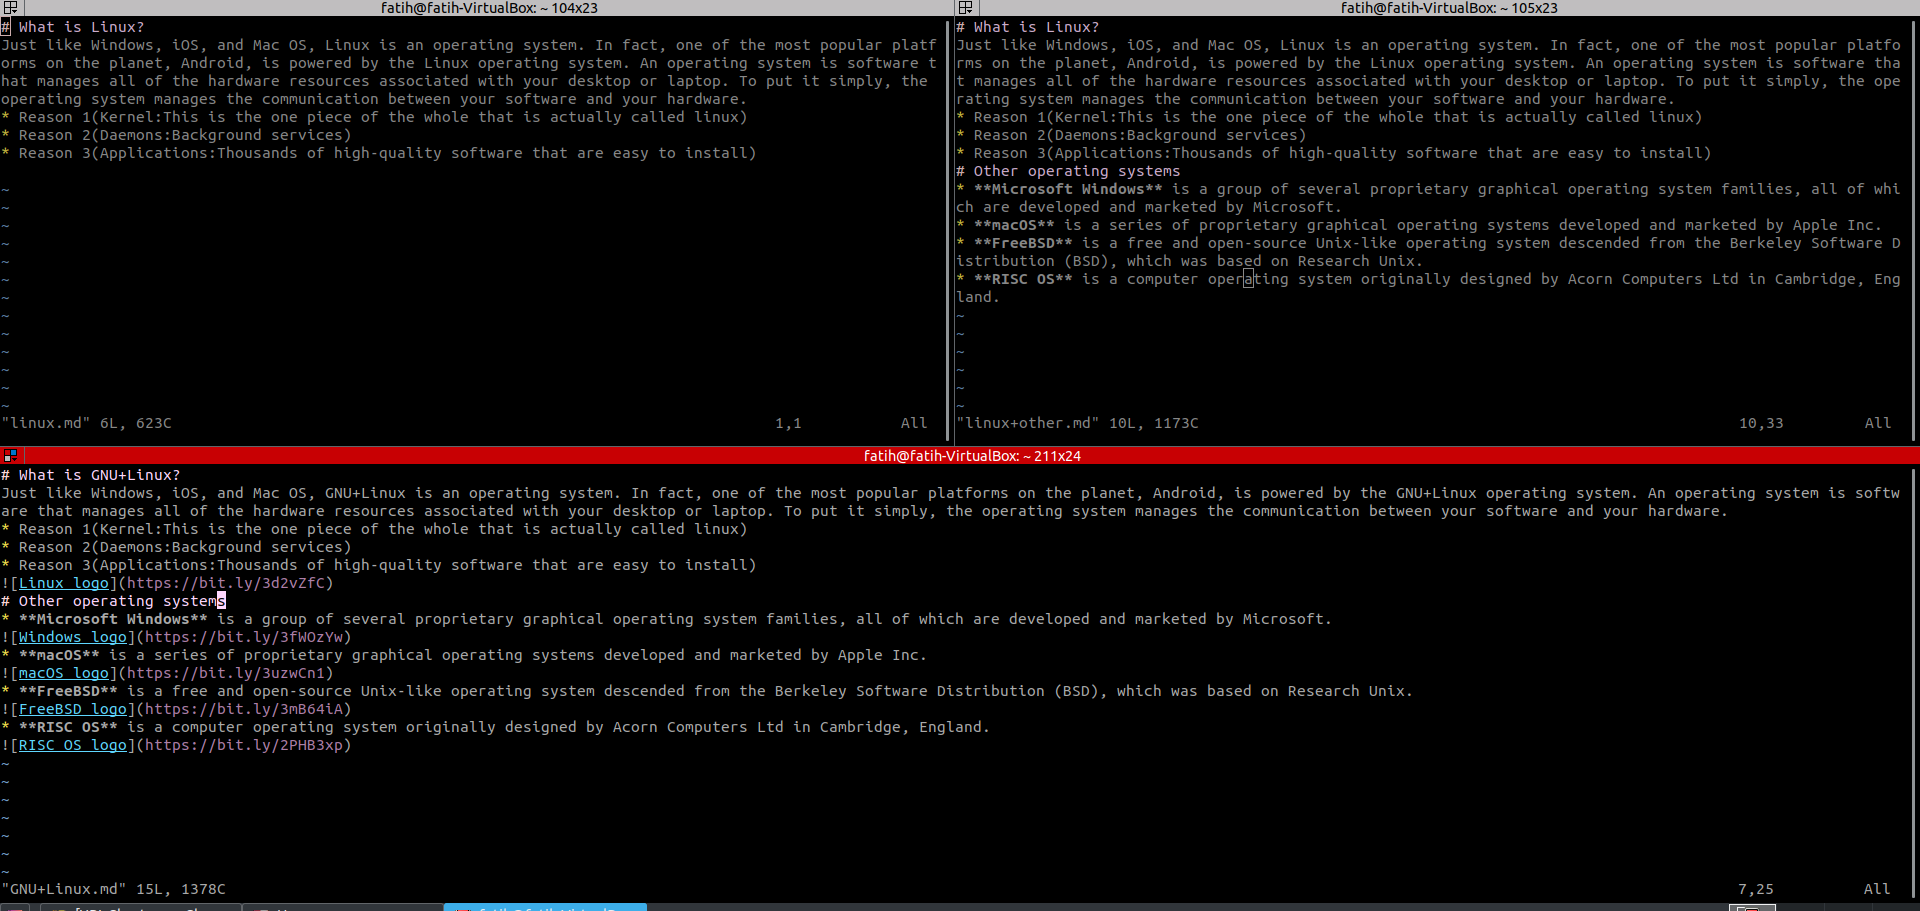 fatih@fatih-VirtualBox: ~ 104x23
# What is Linux?
Just like Windows, iOS, and Mac OS, Linux is an operating system. In fact, one of the most popular platf
orms on the planet, Android, is powered by the Linux operating system. An operating system is software t
hat manages all of the hardware resources associated with your desktop or laptop. To put it simply, the
operating system manages the communication between your software and your hardware.
* Reason 1(Kernel:This is the one piece of the whole that is actually called linux)
* Reason 2(Daemons:Background services)
* Reason 3(Applications:Thousands of high-quality software that are easy to install)
~
~
~
~
~
~
~
~
~
~
~
~
~
"linux.md" 6L, 623C 1,1 All
fatih@fatih-VirtualBox: ~ 105x23
# What is Linux?
Just like Windows, iOS, and Mac OS, Linux is an operating system. In fact, one of the most popular platfo
rms on the planet, Android, is powered by the Linux operating system. An operating system is software tha
t manages all of the hardware resources associated with your desktop or laptop. To put it simply, the ope
rating system manages the communication between your software and your hardware.
* Reason 1(Kernel:This is the one piece of the whole that is actually called linux)
* Reason 2(Daemons:Background services)
* Reason 3(Applications:Thousands of high-quality software that are easy to install)
# Other operating systems
* **Microsoft Windows** is a group of several proprietary graphical operating system families, all of whi
ch are developed and marketed by Microsoft.
* **macOS** is a series of proprietary graphical operating systems developed and marketed by Apple Inc.
* **FreeBSD** is a free and open-source Unix-like operating system descended from the Berkeley Software D
istribution (BSD), which was based on Research Unix.
* **RISC OS** is a computer operating system originally designed by Acorn Computers Ltd in Cambridge, Eng
land.
~
~
~
~
~
~
"linux+other.md" 10L, 1173C 10,33 All
fatih@fatih-VirtualBox: ~ 211x24
# What is GNU+Linux?
Just like Windows, iOS, and Mac OS, GNU+Linux is an operating system. In fact, one of the most popular platforms on the planet, Android, is powered by the GNU+Linux operating system. An operating system is softw
are that manages all of the hardware resources associated with your desktop or laptop. To put it simply, the operating system manages the communication between your software and your hardware.
* Reason 1(Kernel:This is the one piece of the whole that is actually called linux)
* Reason 2(Daemons:Background services)
* Reason 3(Applications:Thousands of high-quality software that are easy to install)
![Linux logo](https://bit.ly/3d2vZfC)
# Other operating systems
* **Microsoft Windows** is a group of several proprietary graphical operating system families, all of which are developed and marketed by Microsoft.
![Windows logo](https://bit.ly/3fWOzYw)
* **macOS** is a series of proprietary graphical operating systems developed and marketed by Apple Inc.
![macOS logo](https://bit.ly/3uzwCn1)
* **FreeBSD** is a free and open-source Unix-like operating system descended from the Berkeley Software Distribution (BSD), which was based on Research Unix.
![FreeBSD logo](https://bit.ly/3mB64iA)
* **RISC OS** is a computer operating system originally designed by Acorn Computers Ltd in Cambridge, England.
![RISC OS logo](https://bit.ly/2PHB3xp)
~
~
~
~
~
~
~
"GNU+Linux.md" 15L, 1378C 7,25 All